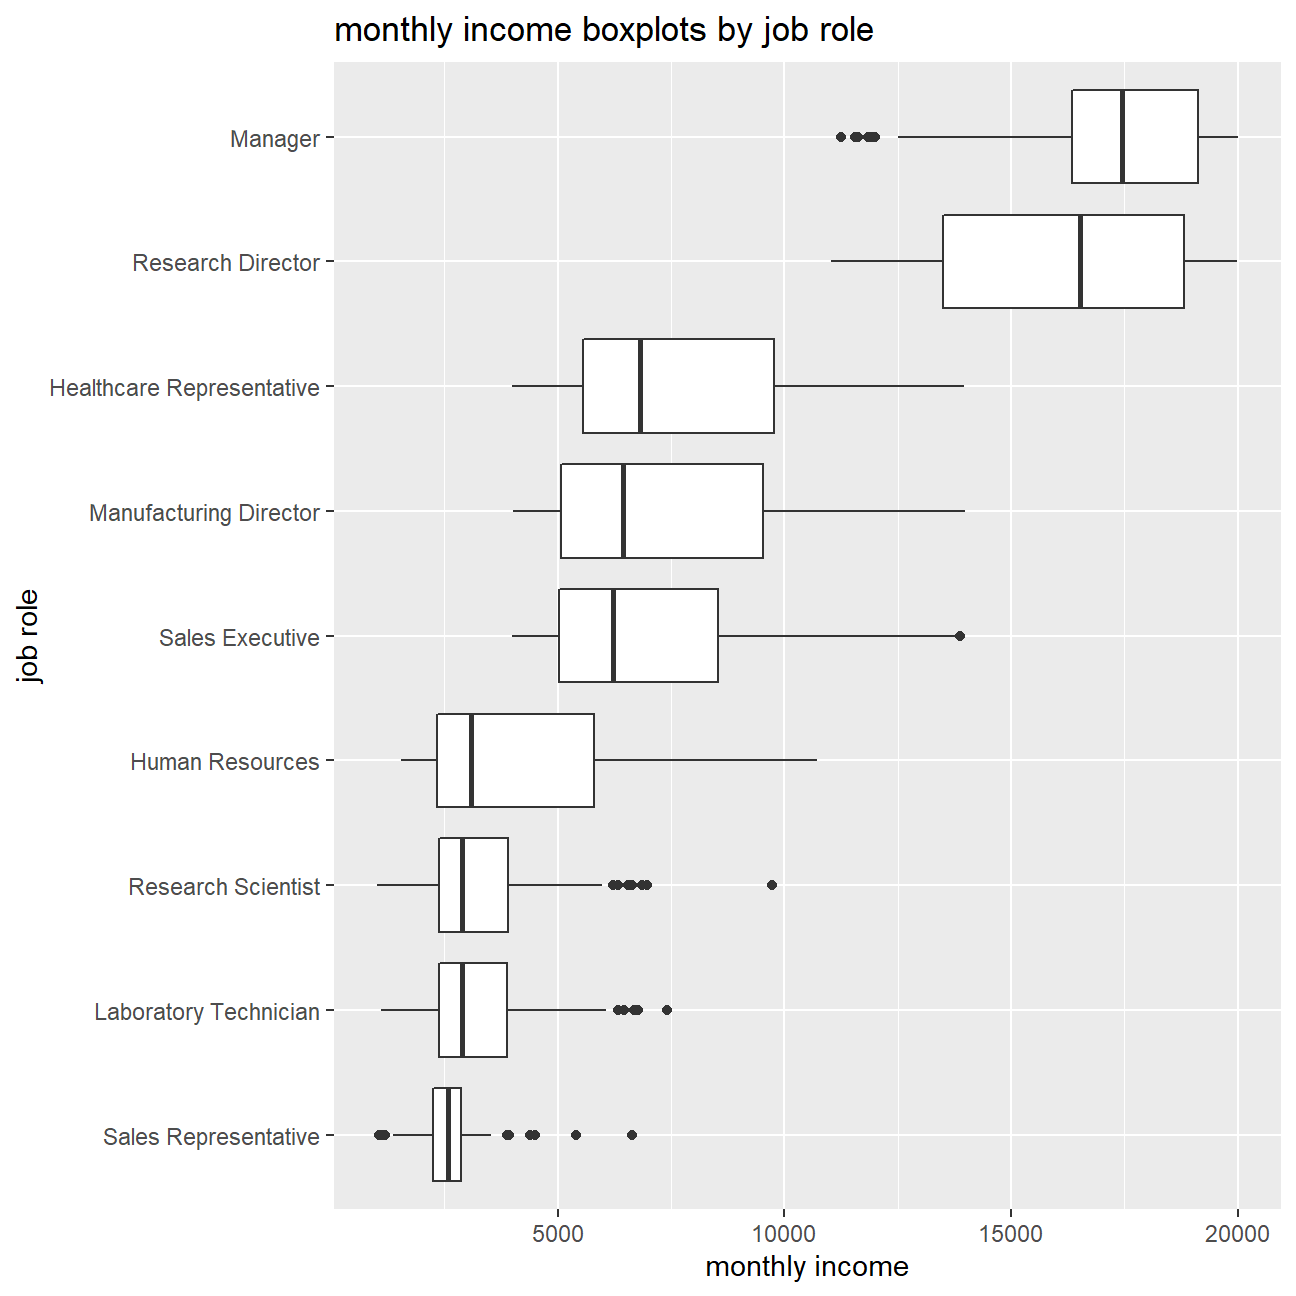 monthly income boxplots by job role
Manager
Research Director
Healthcare Representative
Manufacturing Director
Sales Executive
Human Resources
Research Scientist
Laboratory Technician
Sales Representative
job role
5000 10000 15000 20000
monthly income